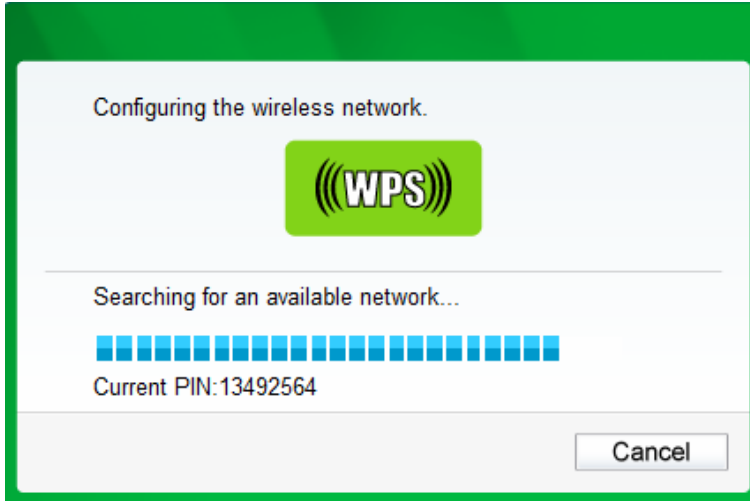 Configuring the wireless network.
WPS
Searching for an available network...
Current PIN:13492564
Cancel